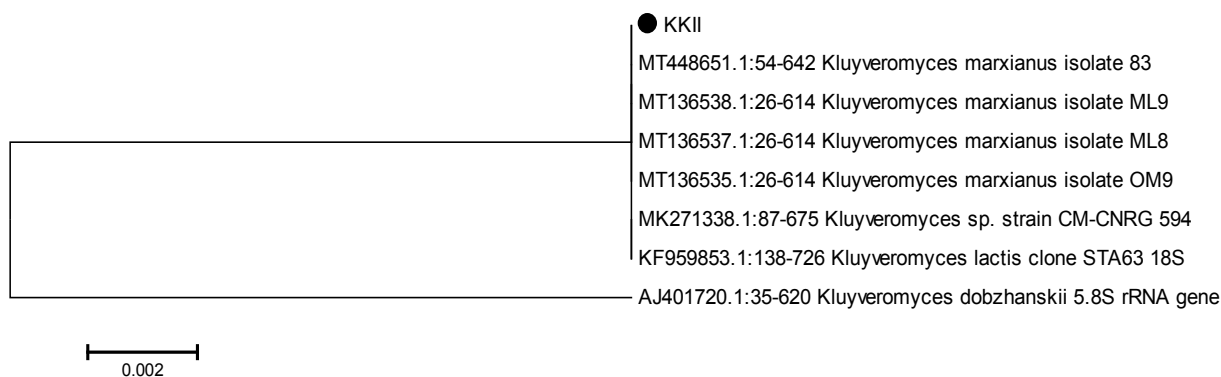 KKII
MT448651.1:54-642 Kluyveromyces marxianus isolate 83
MT136538.1:26-614 Kluyveromyces marxianus isolate ML9
MT136537.1:26-614 Kluyveromyces marxianus isolate ML8
MT136535.1:26-614 Kluyveromyces marxianus isolate OM9
MK271338.1:87-675 Kluyveromyces sp. strain CM-CNRG 594
KF959853.1:138-726 Kluyveromyces lactis clone STA63 18S
AJ401720.1:35-620 Kluyveromyces dobzhanskii 5.8S rRNA gene
0.002